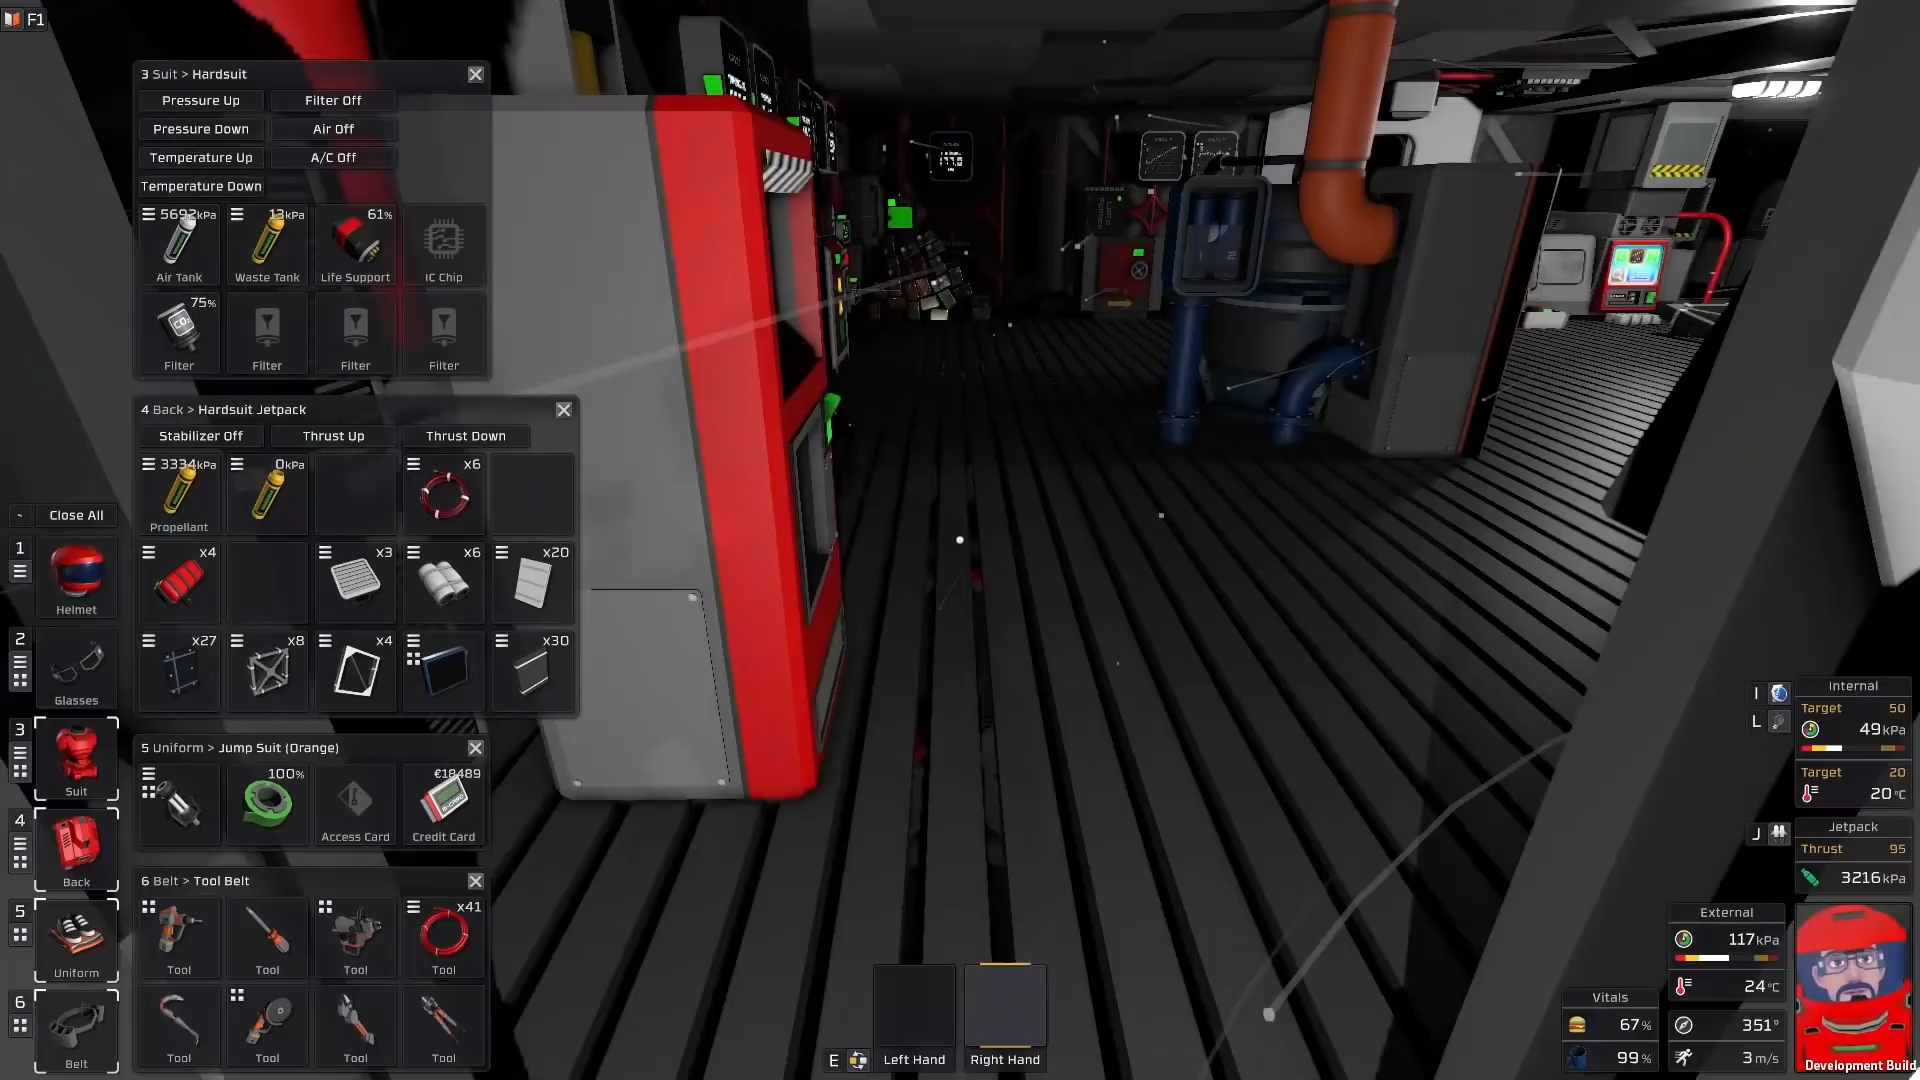 F1
3 Suit > Hardsuit
Pressure Up
Filter Off
Pressure Down
Air Off
Temperature Up
A/C Off
Temperature Down
5692kPa
Air Tank
13kPa
Waste Tank
61%
Life Support
IC Chip
75%
CO₂
Filter
Filter
Filter
Filter
4 Back > Hardsuit Jetpack
Stabilizer Off
Thrust Up
Thrust Down
3334kPa
Propellant
0kPa
x6
x4
x3
x6
x20
x27
x8
x4
x30
5 Uniform > Jump Suit (Orange)
100%
Access Card
€18489
Credit Card
6 Belt > Tool Belt
Tool
Tool
Tool
x41
Tool
Tool
Tool
Tool
Tool
~ Close All
1
Helmet
2
Glasses
3
Suit
4
Back
5
Uniform
6
Belt
E
Left Hand
Right Hand
I
L
Internal
Target 50
49kPa
Target 20
20°C
J
Jetpack
Thrust 95
3216kPa
External
117kPa
24°C
351°
3m/s
Vitals
67%
99%
Development Build